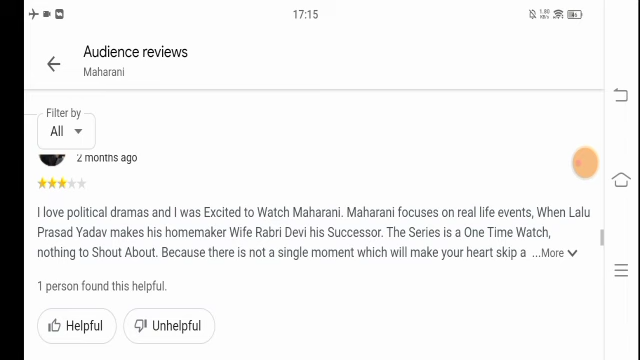 17:15
1.80
KB/s
Audience reviews
Maharani
Filter by
All
2 months ago
I love political dramas and I was Excited to Watch Maharani. Maharani focuses on real life events, When Lalu
Prasad Yadav makes his homemaker Wife Rabri Devi his Successor. The Series is a One Time Watch,
nothing to Shout About. Because there is not a single moment which will make your heart skip a ...More
1 person found this helpful.
Helpful
Unhelpful